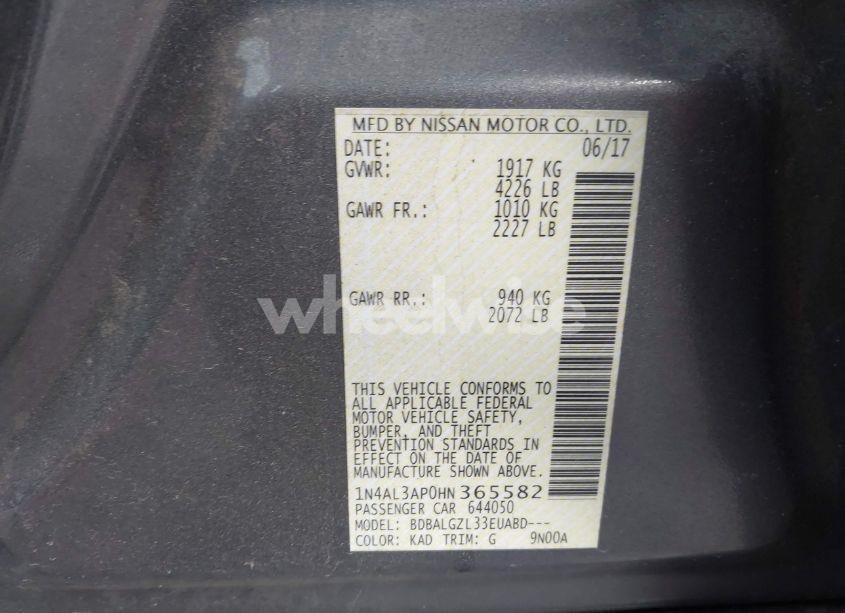 MFD BY NISSAN MOTOR CO., LTD.
DATE: 06/17
GVWR: 1917 KG
4226 LB
GAWR FR.: 1010 KG
2227 LB
GAWR RR.: 940 KG
2072 LB
wheelwise
THIS VEHICLE CONFORMS TO
ALL APPLICABLE FEDERAL
MOTOR VEHICLE SAFETY,
BUMPER, AND THEFT
PREVENTION STANDARDS IN
EFFECT ON THE DATE OF
MANUFACTURE SHOWN ABOVE.
1N4AL3AP0HN365582
PASSENGER CAR 644050
MODEL: BDBALGZL33EUABD---
COLOR: KAD TRIM: G 9N00A